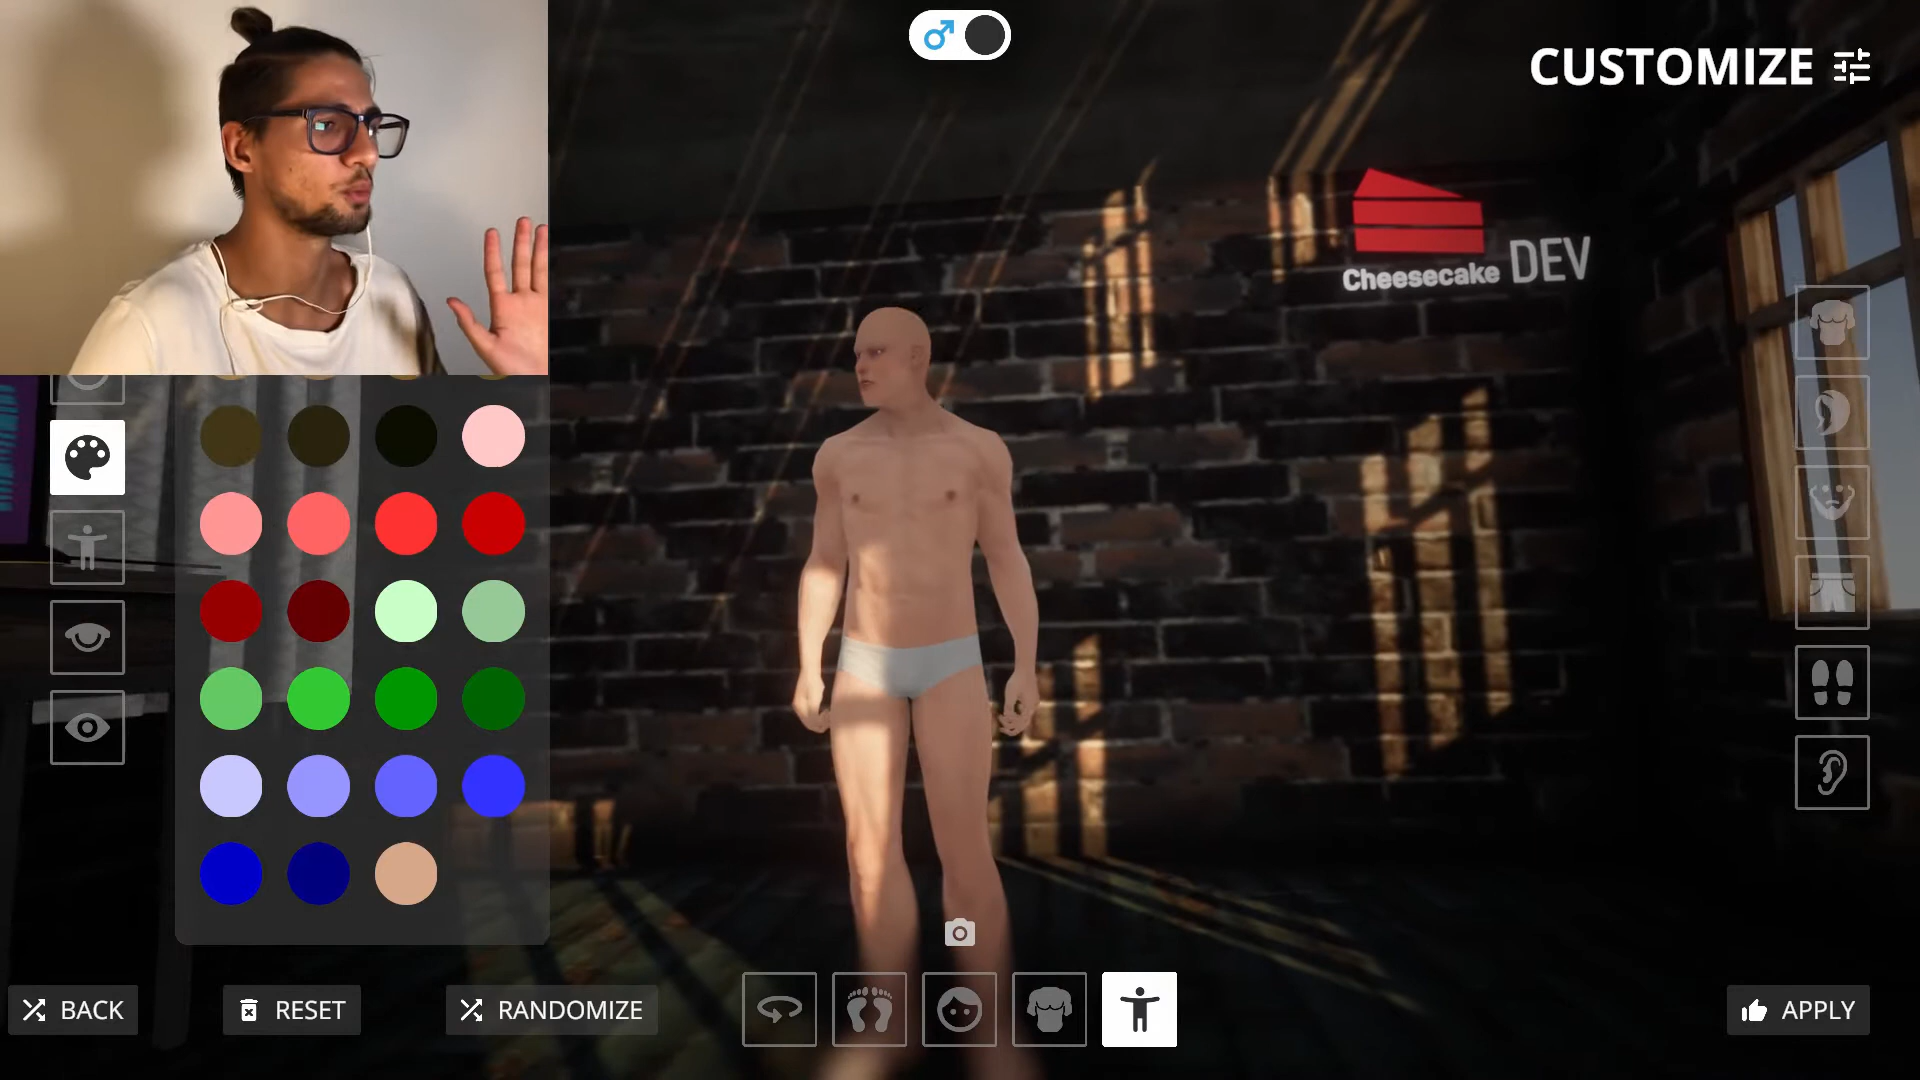 CUSTOMIZE
Cheesecake DEV
BACK
RESET
RANDOMIZE
APPLY